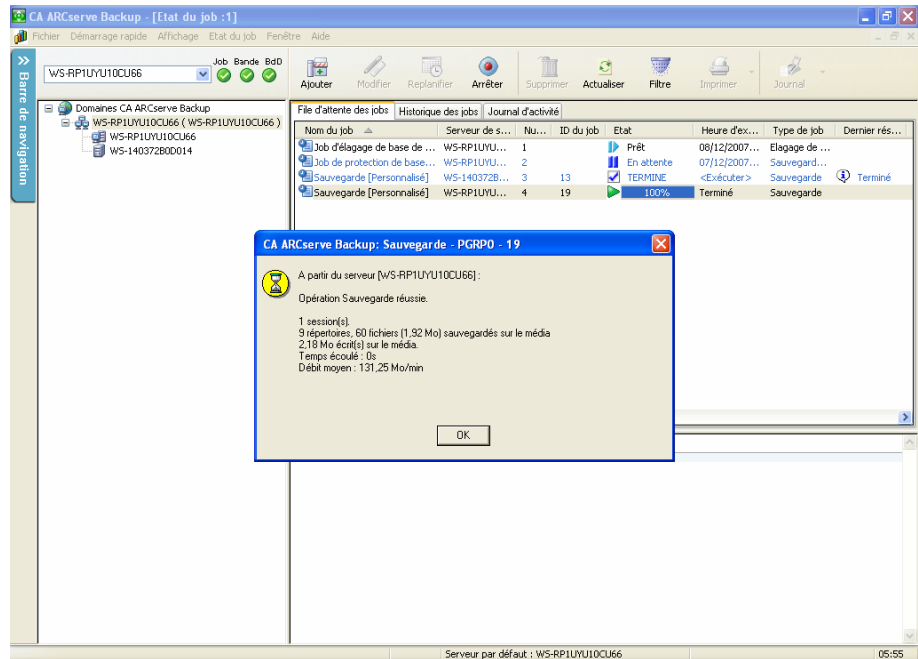 CA ARCserve Backup - [Etat du job :1]
Fichier Démarrage rapide Affichage Etat du job Fenêtre Aide
Barre de navigation
WS-RP1UYU10CU66
Job Bande BdD
Ajouter Modifier Replanifier Arrêter Supprimer Actualiser Filtre Imprimer Journal
Domaines CA ARCserve Backup
WS-RP1UYU10CU66 ( WS-RP1UYU10CU66 )
WS-RP1UYU10CU66
WS-140372B0D014
File d'attente des jobs Historique des jobs Journal d'activité
Nom du job Serveur de s... Nu... ID du job Etat Heure d'ex... Type de job Dernier rés...
Job d'élagage de base de ... WS-RP1UYU... 1 Prêt 08/12/2007... Elagage de ...
Job de protection de base... WS-RP1UYU... 2 En attente 07/12/2007... Sauvegard...
Sauvegarde [Personnalisé] WS-140372B... 3 13 TERMINE <Exécuter> Sauvegarde Terminé
Sauvegarde [Personnalisé] WS-RP1UYU... 4 19 100% Terminé Sauvegarde
CA ARCserve Backup: Sauvegarde - PGRP0 - 19
A partir du serveur [WS-RP1UYU10CU66] :
Opération Sauvegarde réussie.
1 session(s).
9 répertoires, 60 fichiers (1,92 Mo) sauvegardés sur le média
2,18 Mo écrit(s) sur le média.
Temps écoulé : 0s
Débit moyen : 131,25 Mo/min
OK
Serveur par défaut : WS-RP1UYU10CU66
05:55